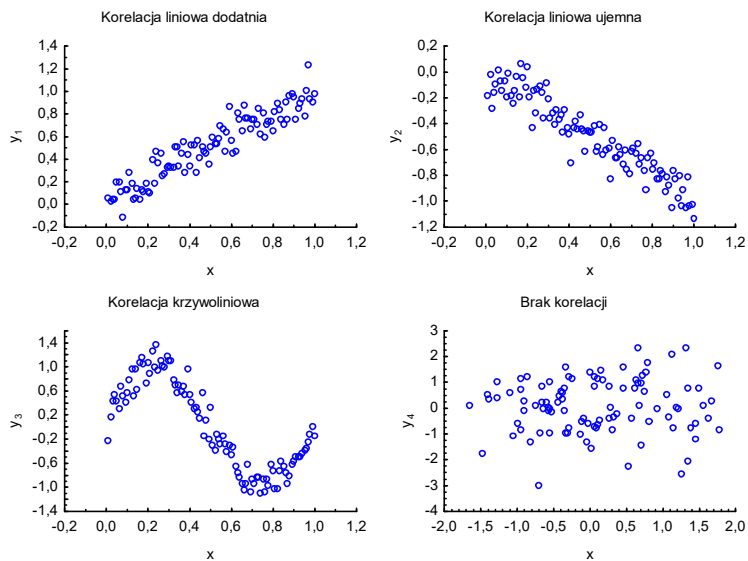 Korelacja liniowa dodatnia
1,4
1,2
1,0
0,8
0,6
0,4
0,2
0,0
-0,2
y1
-0,2 0,0 0,2 0,4 0,6 0,8 1,0 1,2
x
Korelacja liniowa ujemna
0,2
0,0
-0,2
-0,4
-0,6
-0,8
-1,0
-1,2
y2
-0,2 0,0 0,2 0,4 0,6 0,8 1,0 1,2
x
Korelacja krzywoliniowa
1,4
1,0
0,6
0,2
-0,2
-0,6
-1,0
-1,4
y3
-0,2 0,0 0,2 0,4 0,6 0,8 1,0 1,2
x
Brak korelacji
3
2
1
0
-1
-2
-3
-4
y4
-2,0 -1,5 -1,0 -0,5 0,0 0,5 1,0 1,5 2,0
x